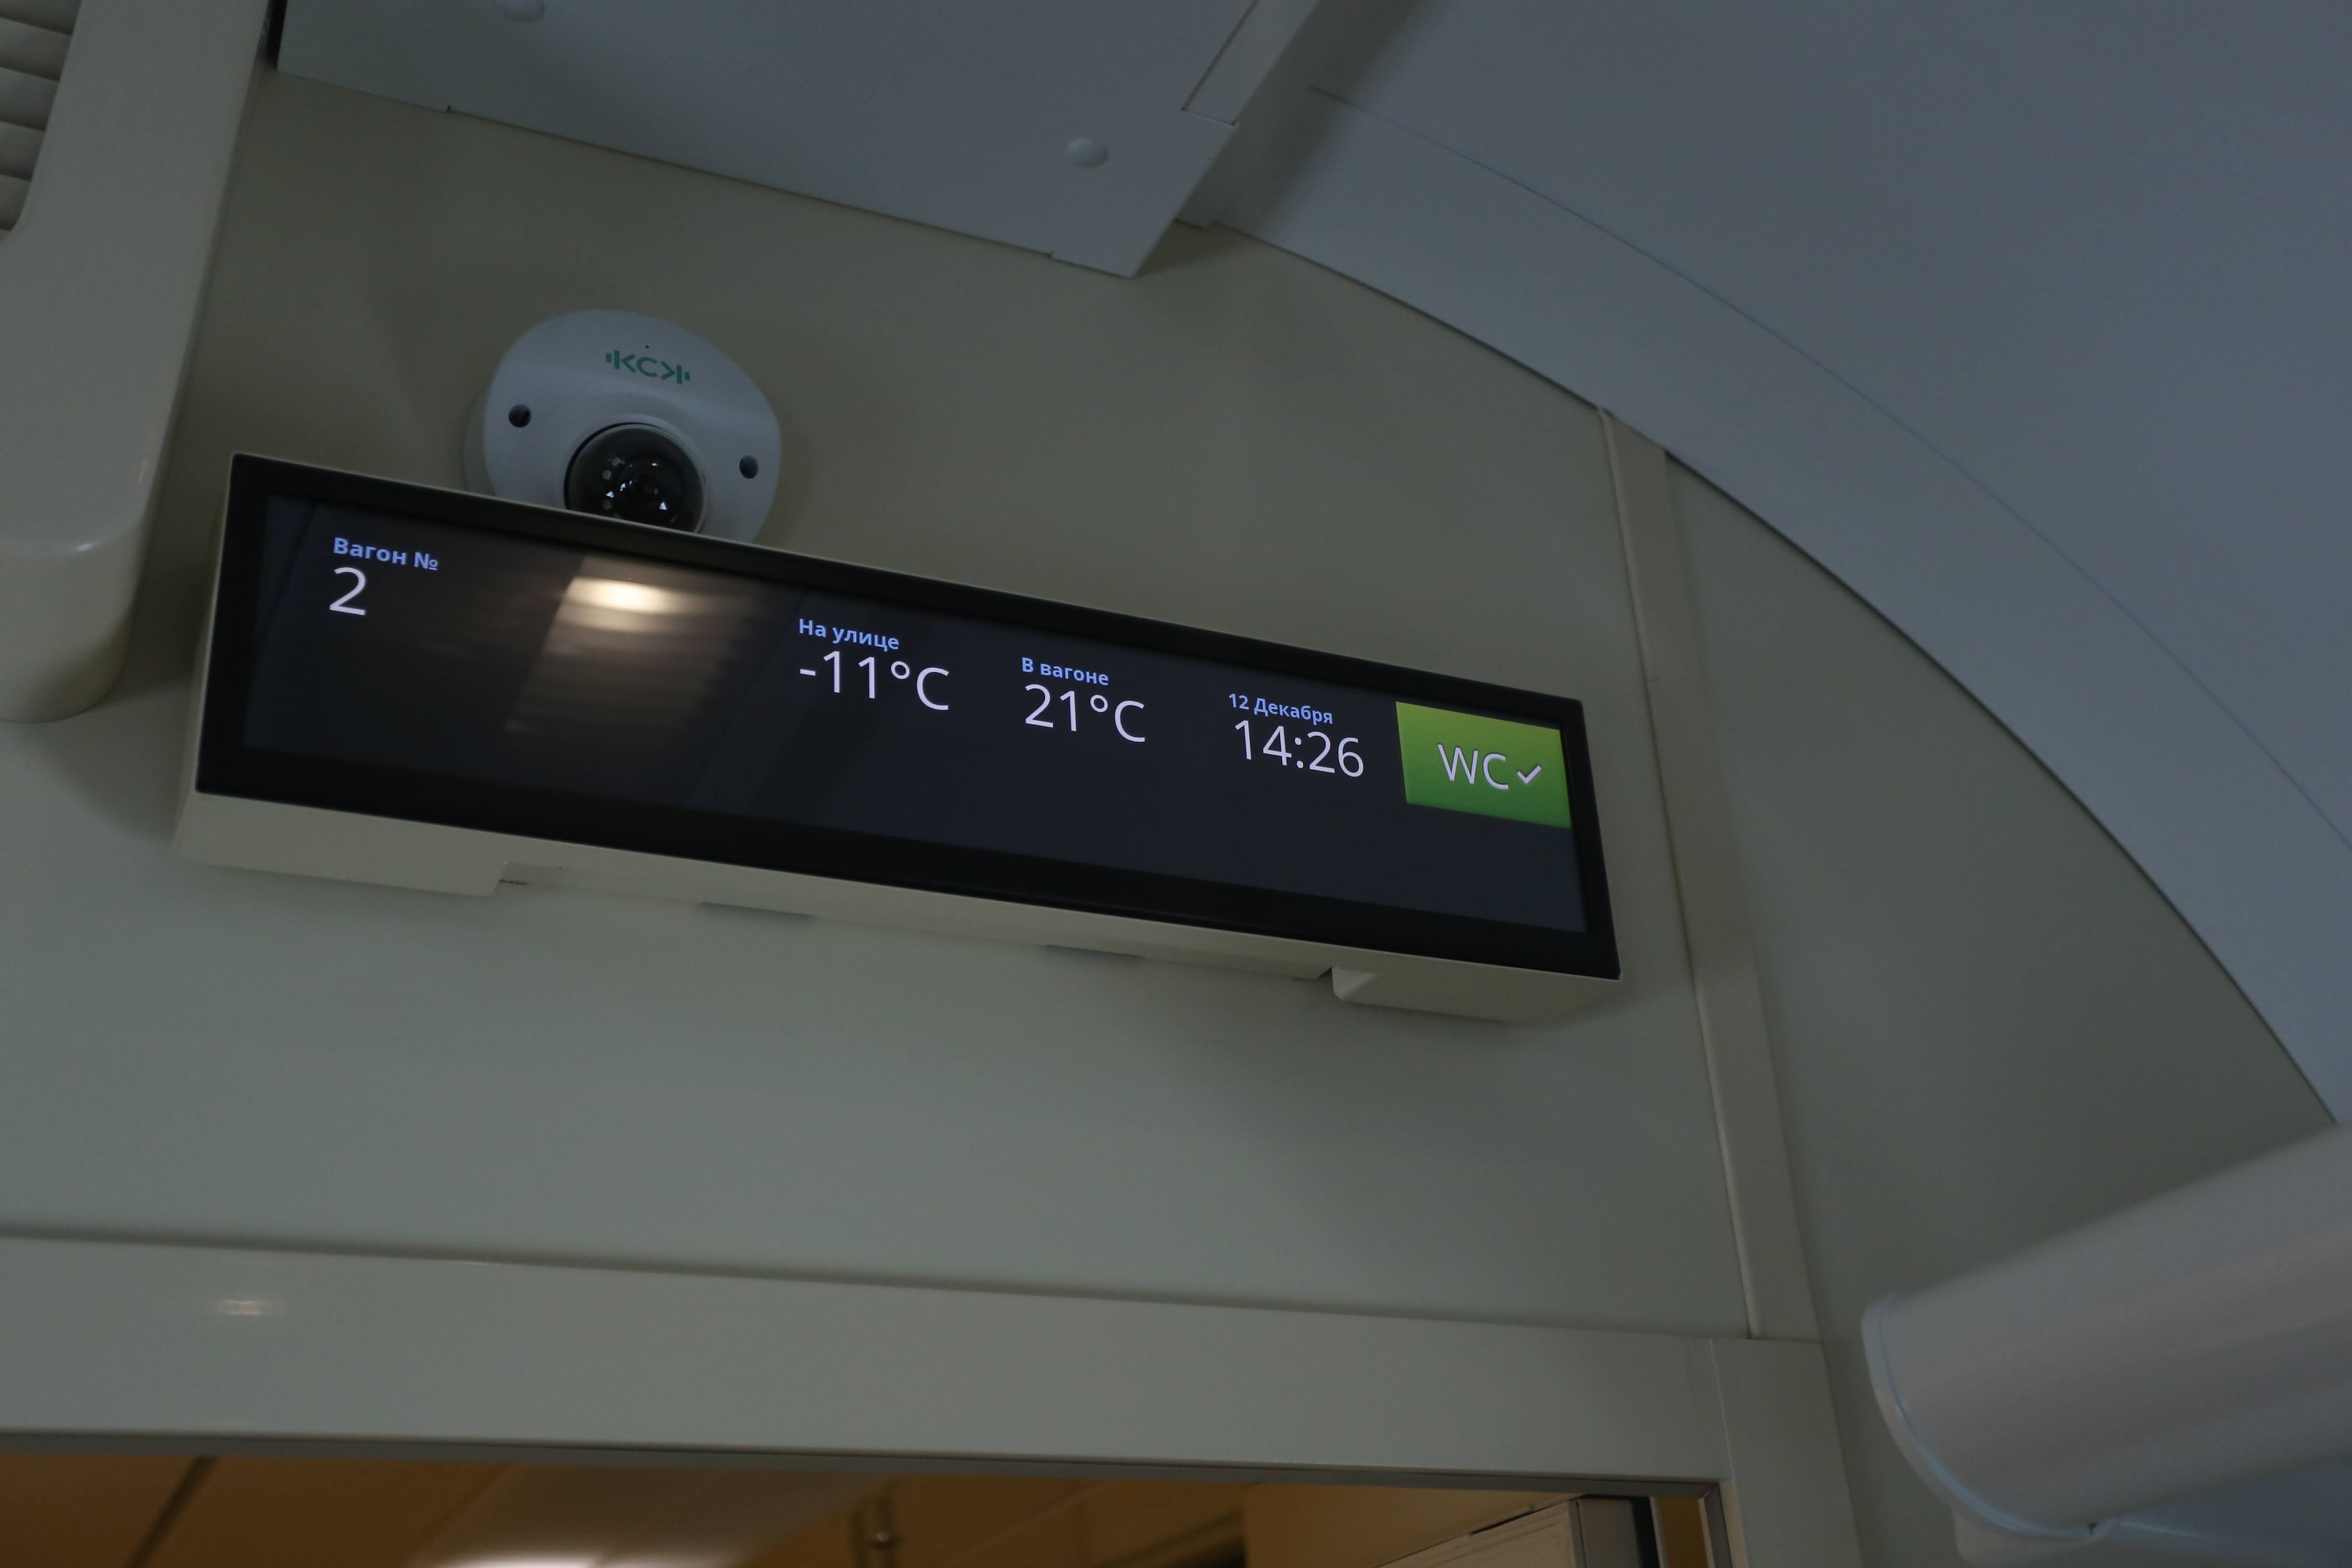 КСК
Вагон №
2
На улице
-11°C
В вагоне
21°C
12 Декабря
14:26
WC✓